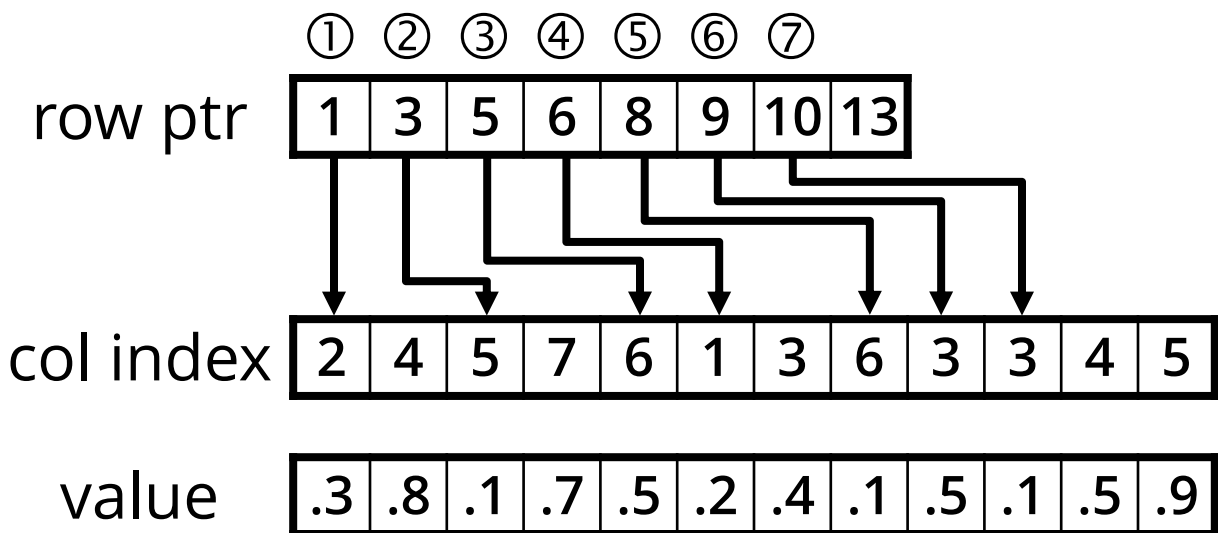 ① ② ③ ④ ⑤ ⑥ ⑦
row ptr 1 3 5 6 8 9 10 13
col index 2 4 5 7 6 1 3 6 3 3 4 5
value .3 .8 .1 .7 .5 .2 .4 .1 .5 .1 .5 .9